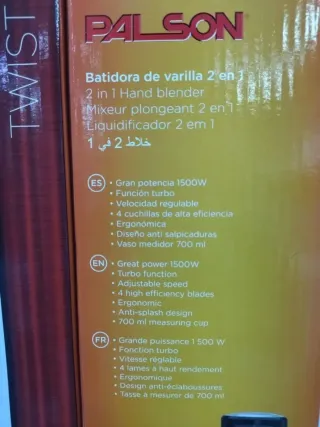 TWIST
PALSON
Batidora de varilla 2 en 1
2 in 1 Hand blender
Mixeur plongeant 2 en 1
Liquidificador 2 em 1
خلاط 2 في 1
ES
• Gran potencia 1500W
• Función turbo
• Velocidad regulable
• 4 cuchillas de alta eficiencia
• Ergonómica
• Diseño anti salpicaduras
• Vaso medidor 700 ml
EN
• Great power 1500W
• Turbo function
• Adjustable speed
• 4 high efficiency blades
• Ergonomic
• Anti-splash design
• 700 ml measuring cup
FR
• Grande puissance 1 500 W
• Fonction turbo
• Vitesse réglable
• 4 lames à haut rendement
• Ergonomique
• Design anti-éclaboussures
• Tasse à mesurer de 700 ml